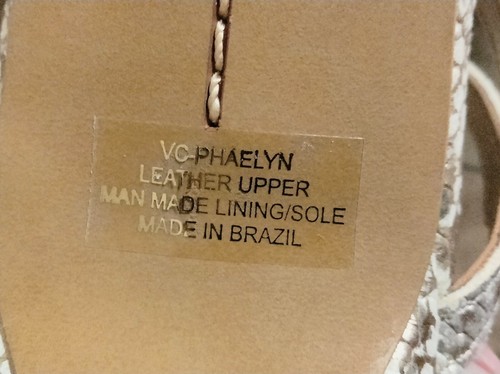 VC-PHAELYN
LEATHER UPPER
MAN MADE LINING/SOLE
MADE IN BRAZIL